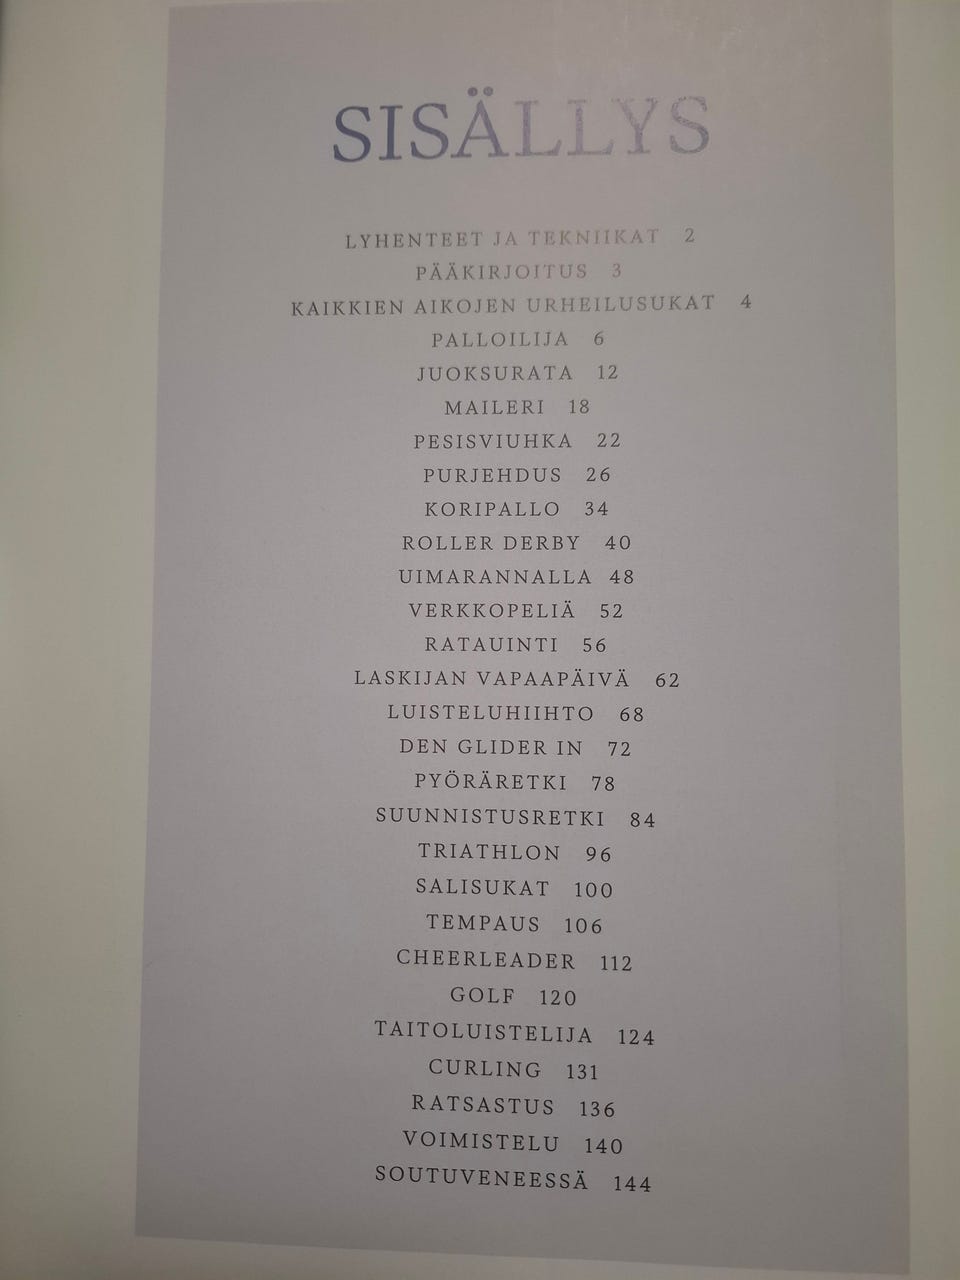 SISÄLLYS
LYHENTEET JA TEKNIIKAT 2
PÄÄKIRJOITUS 3
KAIKKIEN AIKOJEN URHEILUSUKAT 4
PALLOILIJA 6
JUOKSURATA 12
MAILERI 18
PESISVIUHKA 22
PURJEHDUS 26
KORIPALLO 34
ROLLER DERBY 40
UIMARANNALLA 48
VERKKOPELIÄ 52
RATAUINTI 56
LASKIJAN VAPAAPÄIVÄ 62
LUISTELUHIIHTO 68
DEN GLIDER IN 72
PYÖRÄRETKI 78
SUUNNISTUSRETKI 84
TRIATHLON 96
SALISUKAT 100
TEMPAUS 106
CHEERLEADER 112
GOLF 120
TAITOLUISTELIJA 124
CURLING 131
RATSASTUS 136
VOIMISTELU 140
SOUTUVENEESSÄ 144